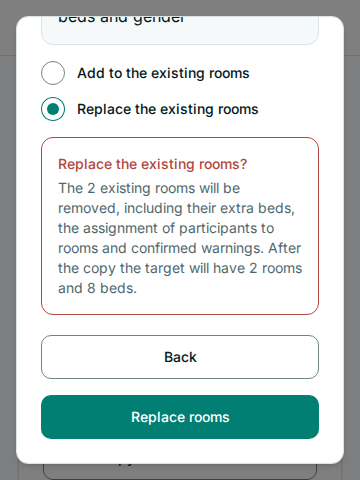 beds and gender
Add to the existing rooms
Replace the existing rooms
Replace the existing rooms?
The 2 existing rooms will be
removed, including their extra beds,
the assignment of participants to
rooms and confirmed warnings. After
the copy the target will have 2 rooms
and 8 beds.
Back
Replace rooms